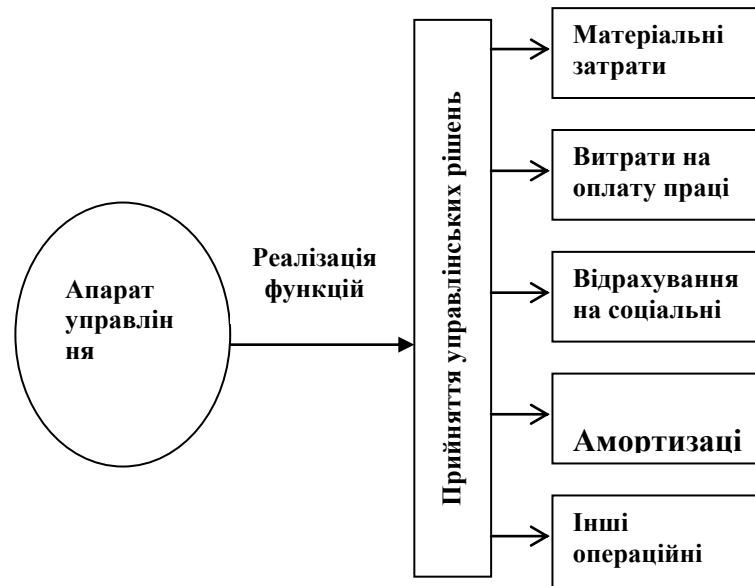 Апарат
управлін
ня
Реалізація
функцій
Прийняття управлінських рішень
Матеріальні
затрати
Витрати на
оплату праці
Відрахування
на соціальні
Амортизаці
Інші
операційні